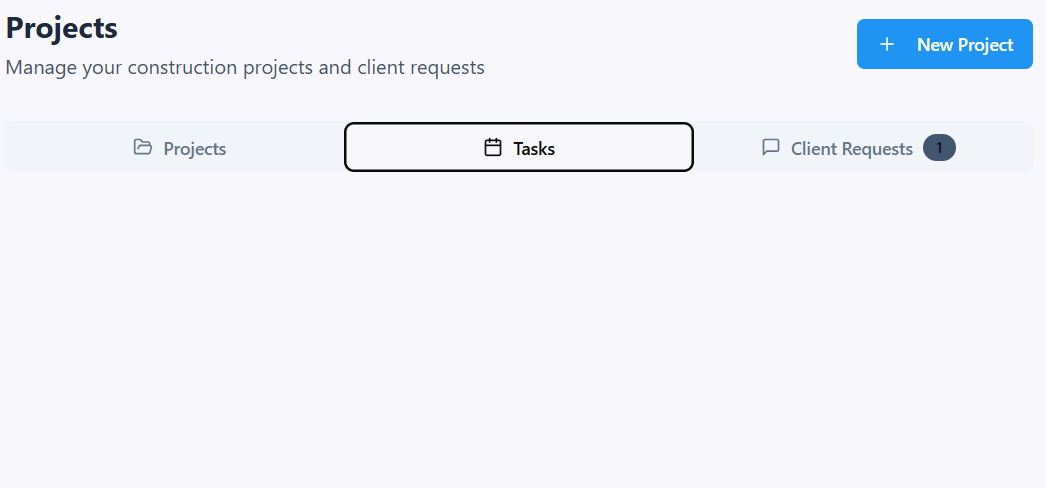 Projects
Manage your construction projects and client requests
New Project
Projects
Tasks
Client Requests 1